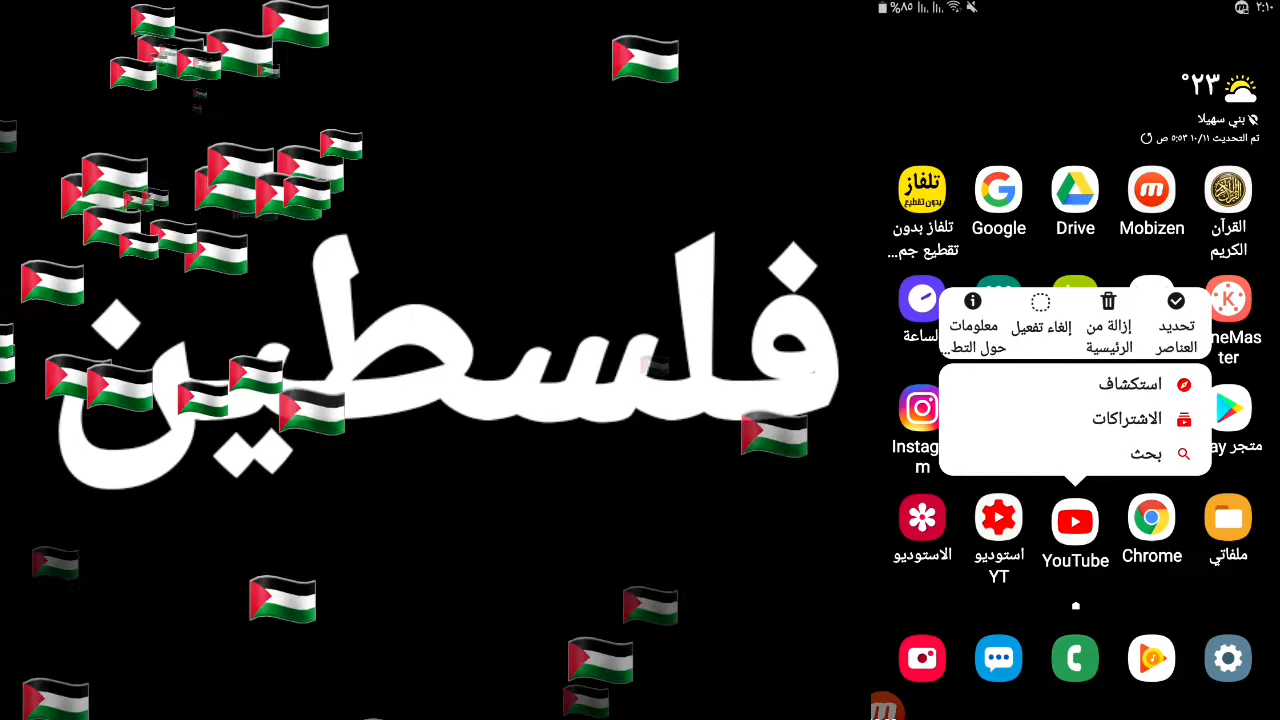 فلسطين
%٨٥
٢:١٠
٢٣°
بني سهيلا
تم التحديث ١٠/١١ ٥:٥٣ ص
تلفاز
بدون تقطيع
تلفاز بدون
تقطيع جم...
Google
Drive
Mobizen
القرآن
الكريم
تحديد
العناصر
إزالة من
الرئيسية
إلغاء تفعيل
معلومات
حول التط...
الساعة
neMas
ter
استكشاف
الاشتراكات
بحث
Instag
m
متجر ay
الاستوديو
استوديو
YT
YouTube
Chrome
ملفاتي